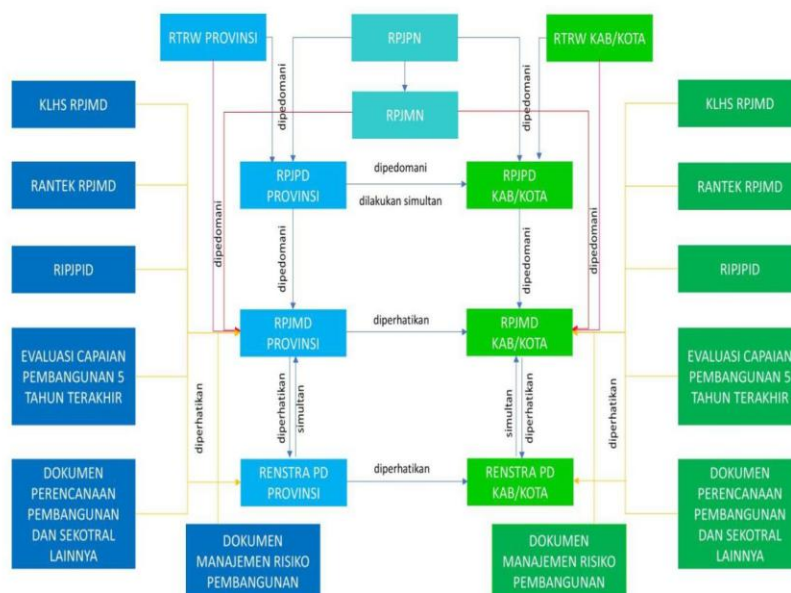 RTRW PROVINSI
RPJPN
RTRW KAB/KOTA
KLHS RPJMD
dipedomani
dipedomani
KLHS RPJMD
RPJMN
RANTEK RPJMD
RPJPD
PROVINSI
dipedomani
dilakukan simultan
RPJPD
KAB/KOTA
RANTEK RPJMD
dipedomani
dipedomani
dipedomani
dipedomani
RIPJPID
RIPJPID
RPJMD
PROVINSI
diperhatikan
RPJMD
KAB/KOTA
EVALUASI CAPAIAN
PEMBANGUNAN 5
TAHUN TERAKHIR
EVALUASI CAPAIAN
PEMBANGUNAN 5
TAHUN TERAKHIR
diperhatikan
diperhatikan
simultan
simultan
diperhatikan
diperhatikan
DOKUMEN
PERENCANAAN
PEMBANGUNAN
DAN SEKOTRAL
LAINNYA
RENSTRA PD
PROVINSI
diperhatikan
RENSTRA PD
KAB/KOTA
DOKUMEN
PERENCANAAN
PEMBANGUNAN
DAN SEKOTRAL
LAINNYA
DOKUMEN
MANAJEMEN RISIKO
PEMBANGUNAN
DOKUMEN
MANAJEMEN RISIKO
PEMBANGUNAN